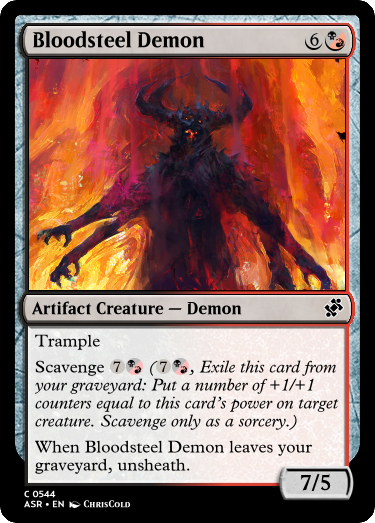 Bloodsteel Demon 6
Artifact Creature — Demon
Trample
Scavenge 7 (7, Exile this card from
your graveyard: Put a number of +1/+1
counters equal to this card's power on target
creature. Scavenge only as a sorcery.)
When Bloodsteel Demon leaves your
graveyard, unsheath.
7/5
C 0544
ASR • EN ChrisCold